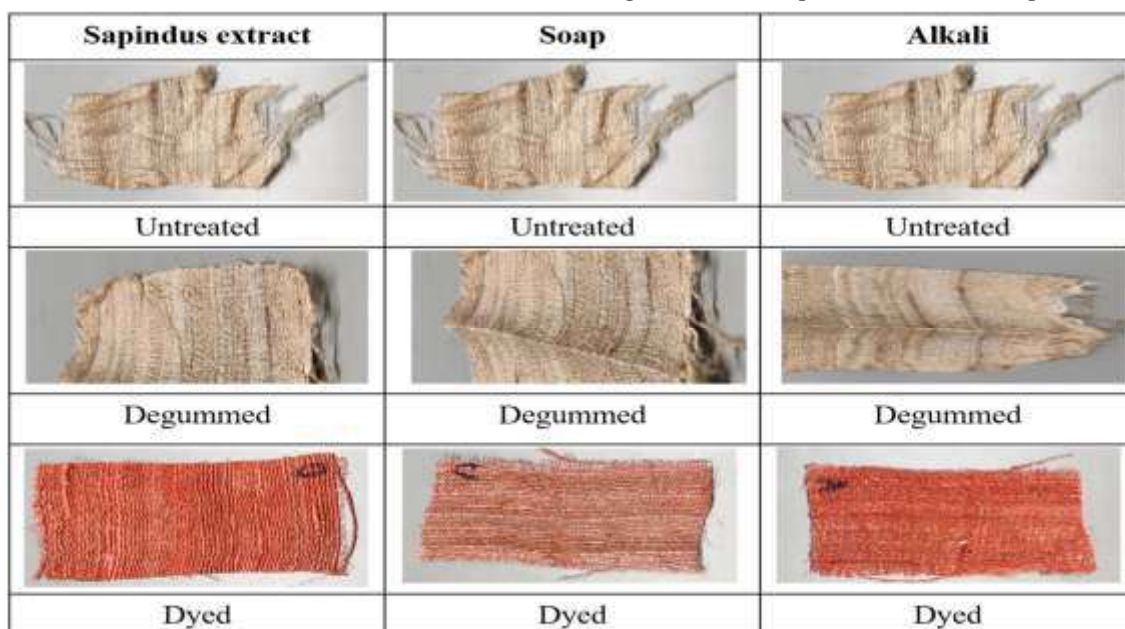 Sapindus extract Soap Alkali
Untreated Untreated Untreated
Degummed Degummed Degummed
Dyed Dyed Dyed